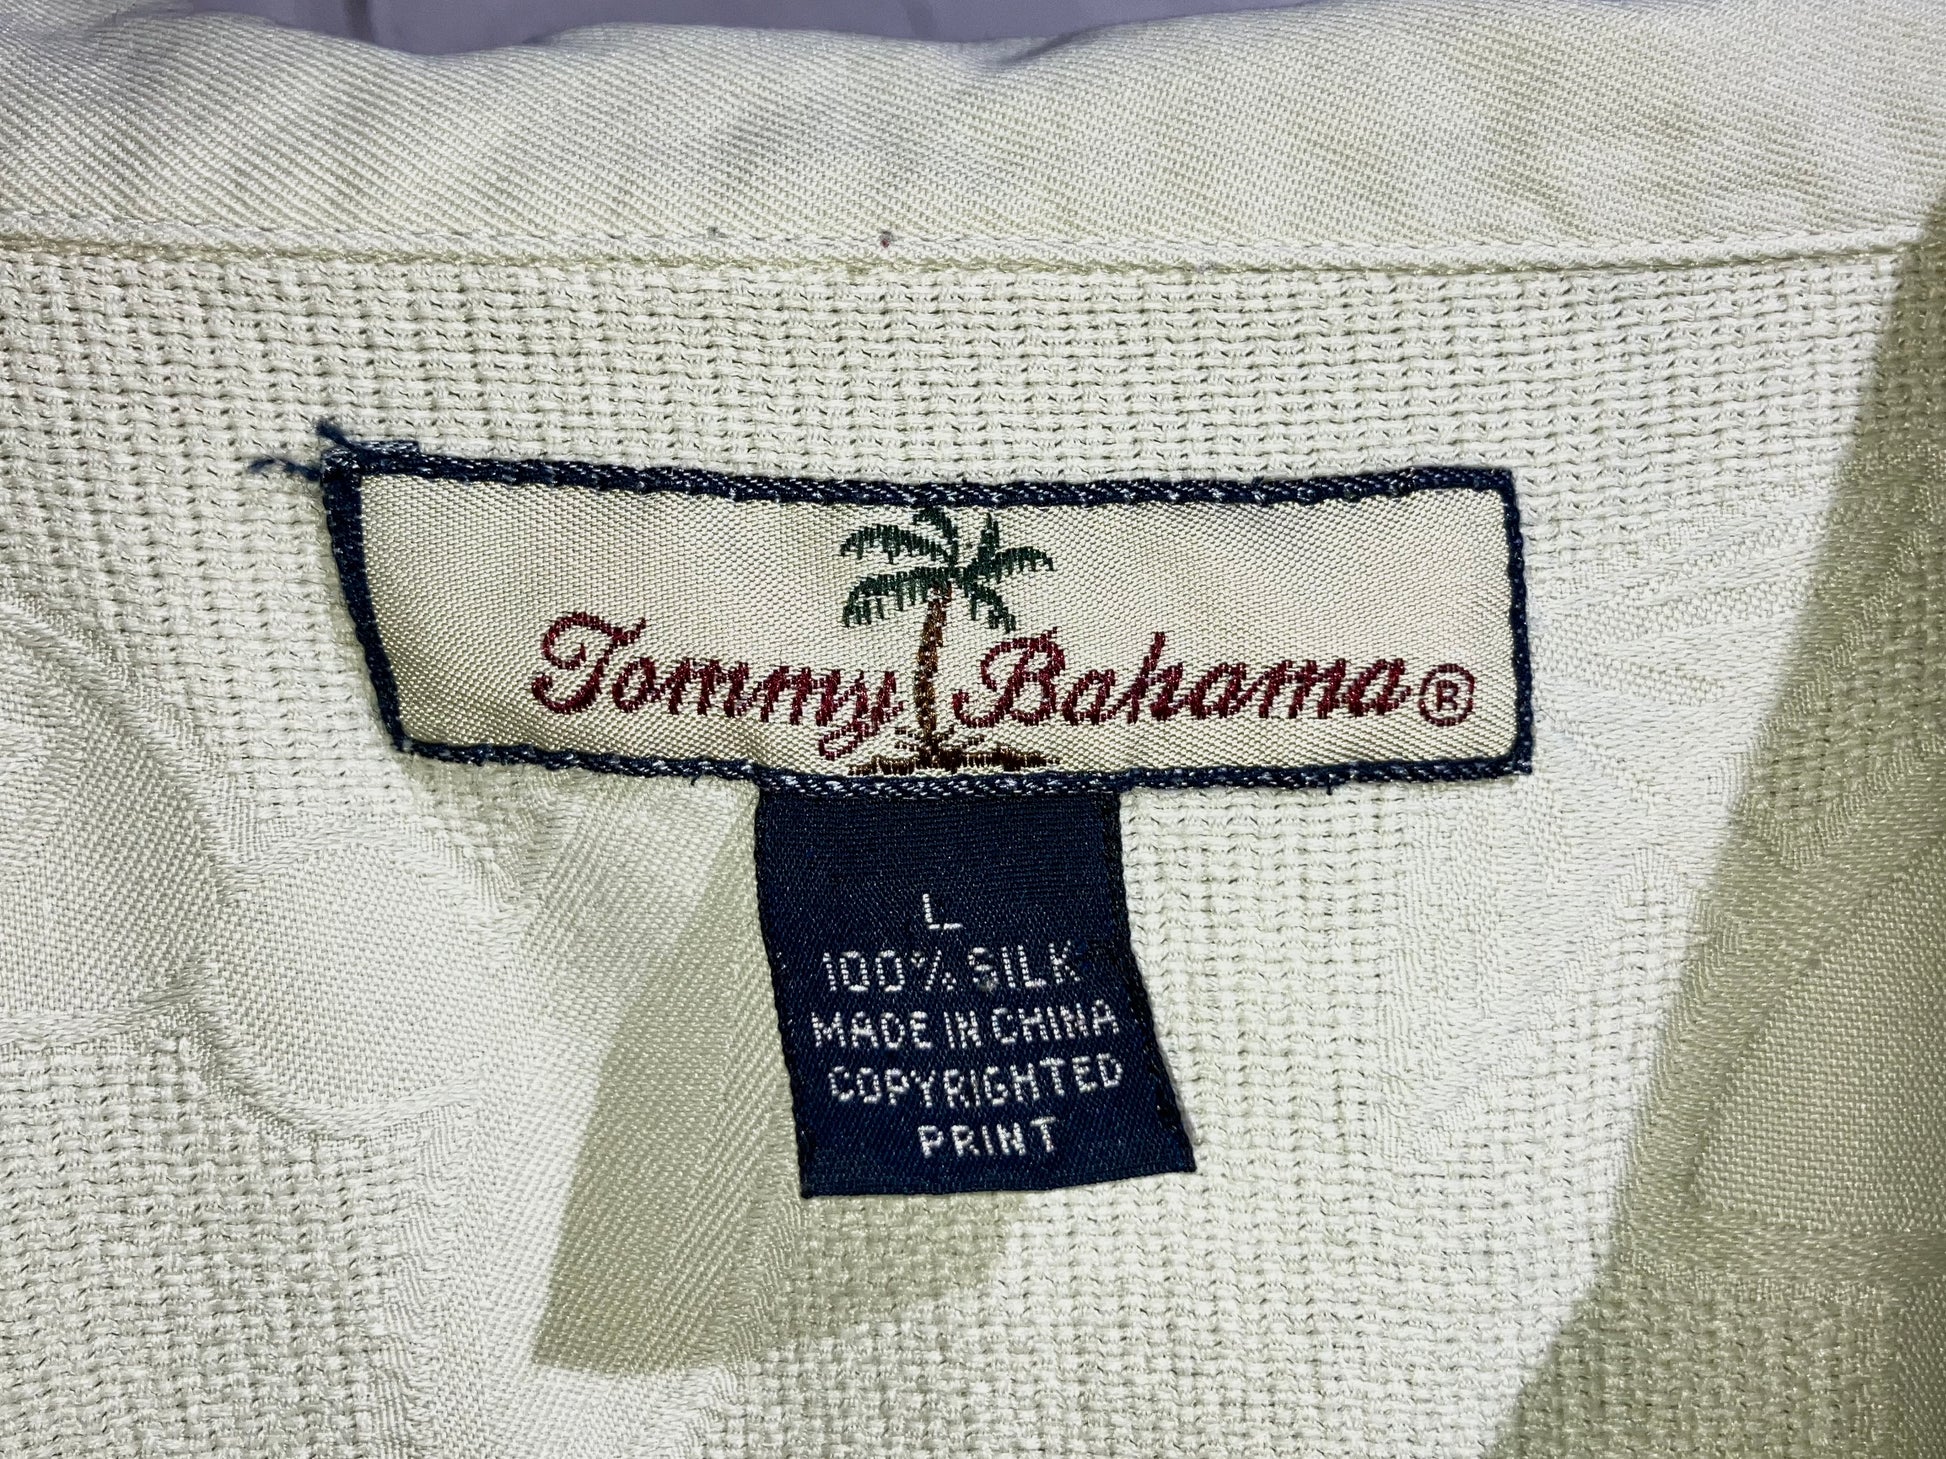 Tommy Bahama®
L
100% SILK
MADE IN CHINA
COPYRIGHTED
PRINT